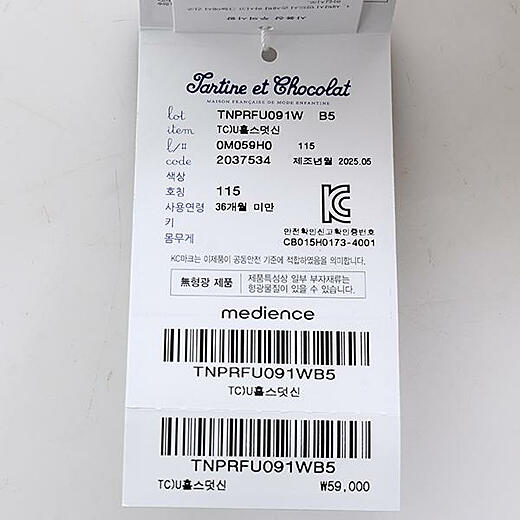 Tartine et Chocolat
MAISON FRANÇAISE DE MODE ENFANTINE
lot TNPRFU091W B5
item TC)U홀스덧신
l/# 0M059H0 115
code 2037534 제조년월 2025.05
색상
호칭 115
사용연령 36개월 미만
키
몸무게
안전확인신고확인증번호
CB015H0173-4001
KC마크는 이제품이 공동안전 기준에 적합하였음을 의미합니다.
無형광 제품
제품특성상 일부 부자재류는
형광물질이 있을 수 있습니다.
medience
TNPRFU091WB5
TC)U홀스덧신
TNPRFU091WB5
TC)U홀스덧신 ₩59,000